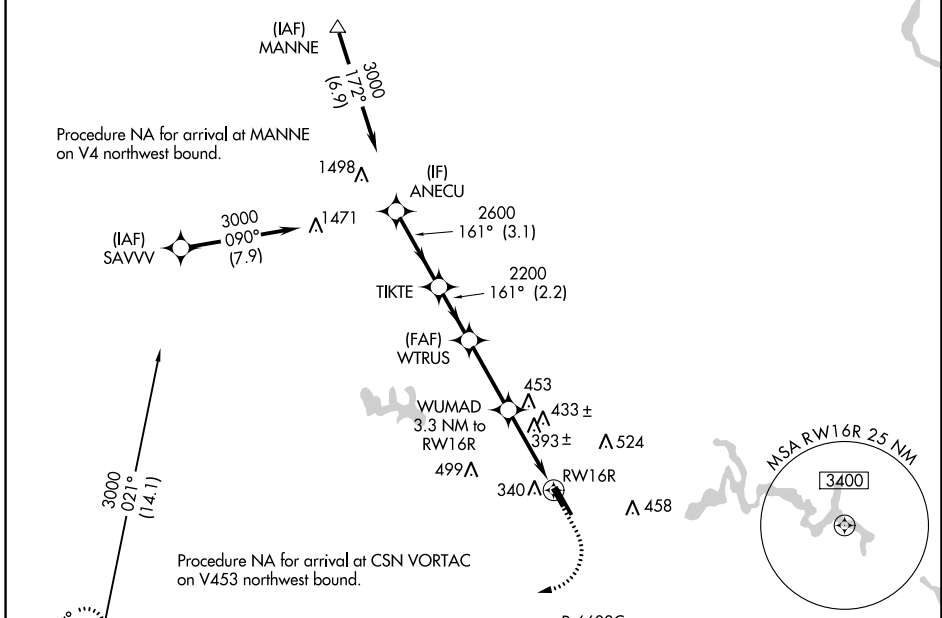 (IAF)
MANNE
3000
172°
(6.9)
Procedure NA for arrival at MANNE
on V4 northwest bound.
1498
(IF)
ANECU
1471
3000
090°
(7.9)
(IAF)
SAVVV
2600
161° (3.1)
TIKTE
2200
161° (2.2)
(FAF)
WTRUS
453
WUMAD
3.3 NM to
RW16R
433 ±
393 ±
524
499
340
RW16R
458
MSA RW16R 25 NM
3400
3000
021°
(14.1)
Procedure NA for arrival at CSN VORTAC
on V453 northwest bound.